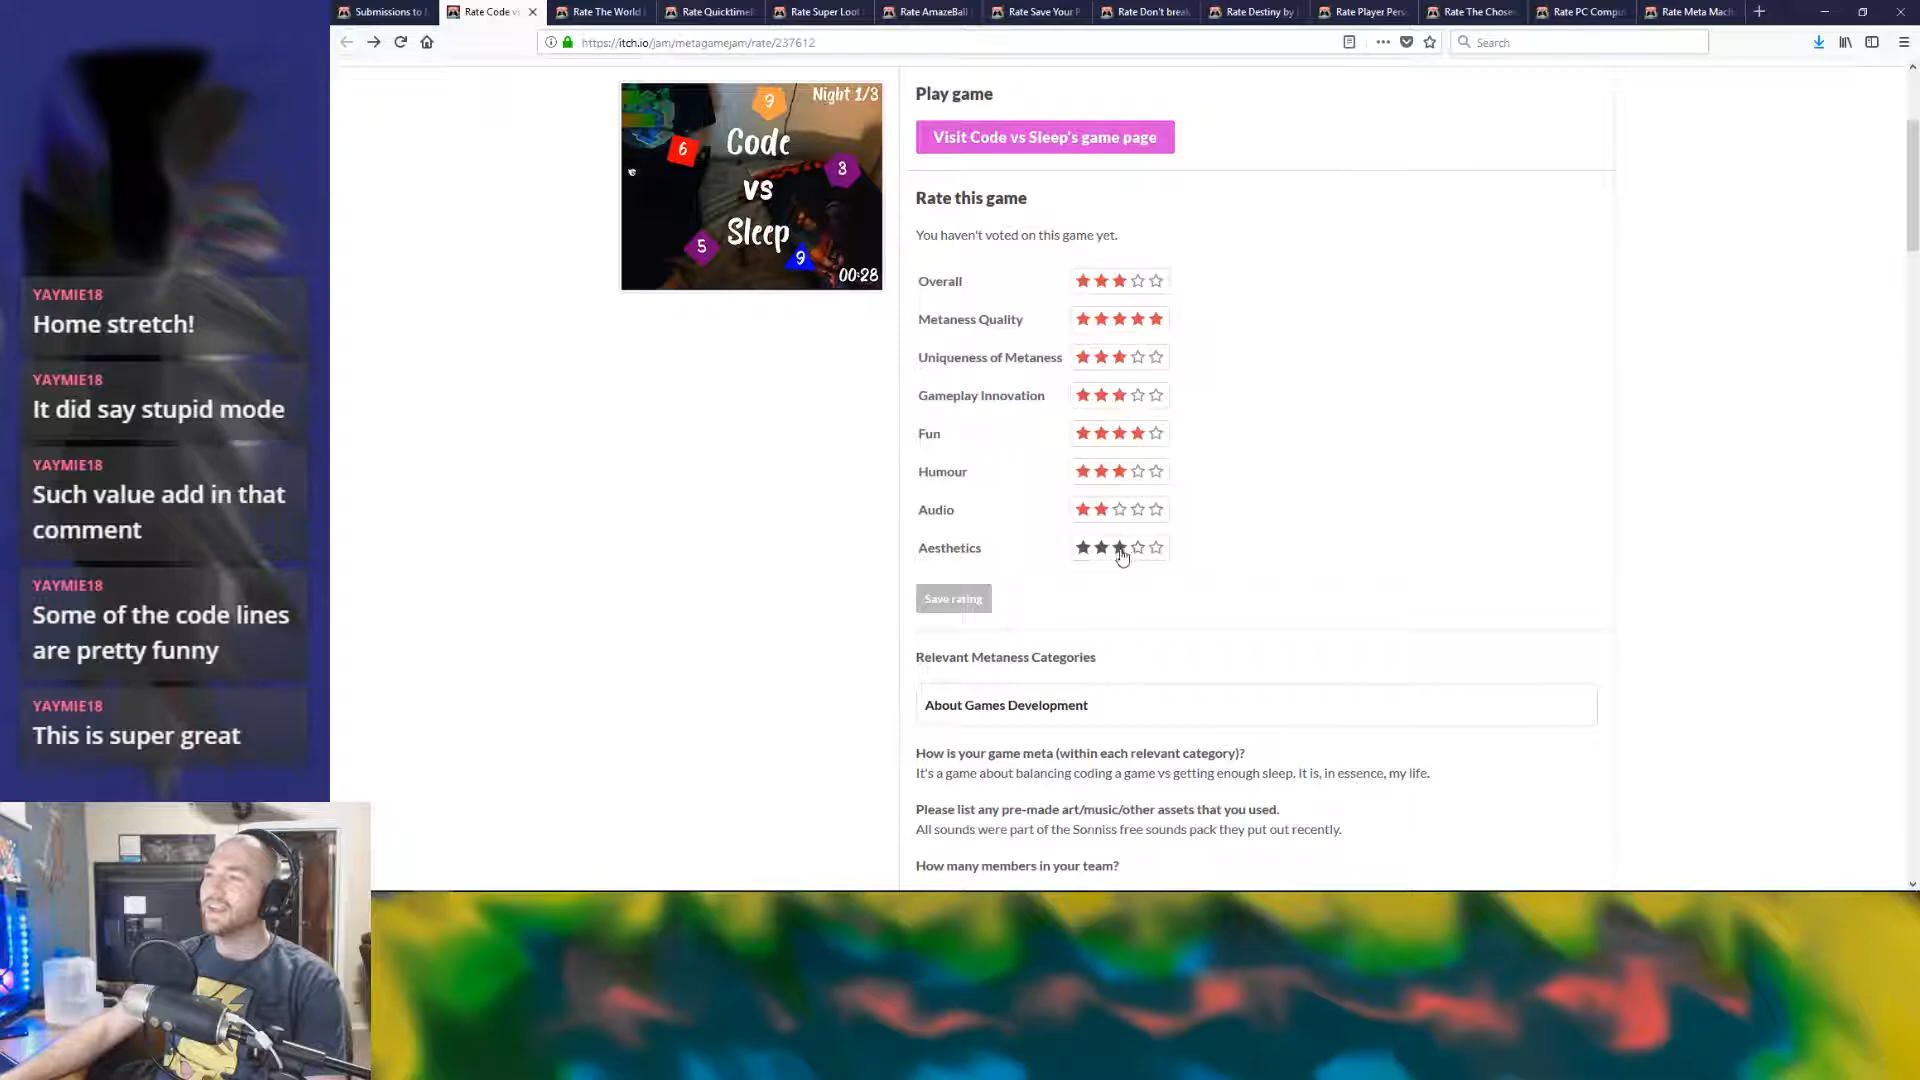 Submissions to
Rate Code v
Rate The World
Rate Quicktime
Rate Super Loot
Rate AmazeBall
Rate Save Your P
Rate Don't break
Rate Destiny by
Rate Player Pers
Rate The Chose
Rate PC Compu
Rate Meta Mach
https://itch.io/jam/metagamejam/rate/237612
Search
YAYMIE18
Home stretch!
YAYMIE18
It did say stupid mode
YAYMIE18
Such value add in that
comment
YAYMIE18
Some of the code lines
are pretty funny
YAYMIE18
This is super great
9
Night 1/3
Code
6
3
vs
Sleep
5
9
00:28
Play game
Visit Code vs Sleep's game page
Rate this game
You haven't voted on this game yet.
Overall
Metaness Quality
Uniqueness of Metaness
Gameplay Innovation
Fun
Humour
Audio
Aesthetics
Save rating
Relevant Metaness Categories
About Games Development
How is your game meta (within each relevant category)?
It's a game about balancing coding a game vs getting enough sleep. It is, in essence, my life.
Please list any pre-made art/music/other assets that you used.
All sounds were part of the Sonniss free sounds pack they put out recently.
How many members in your team?